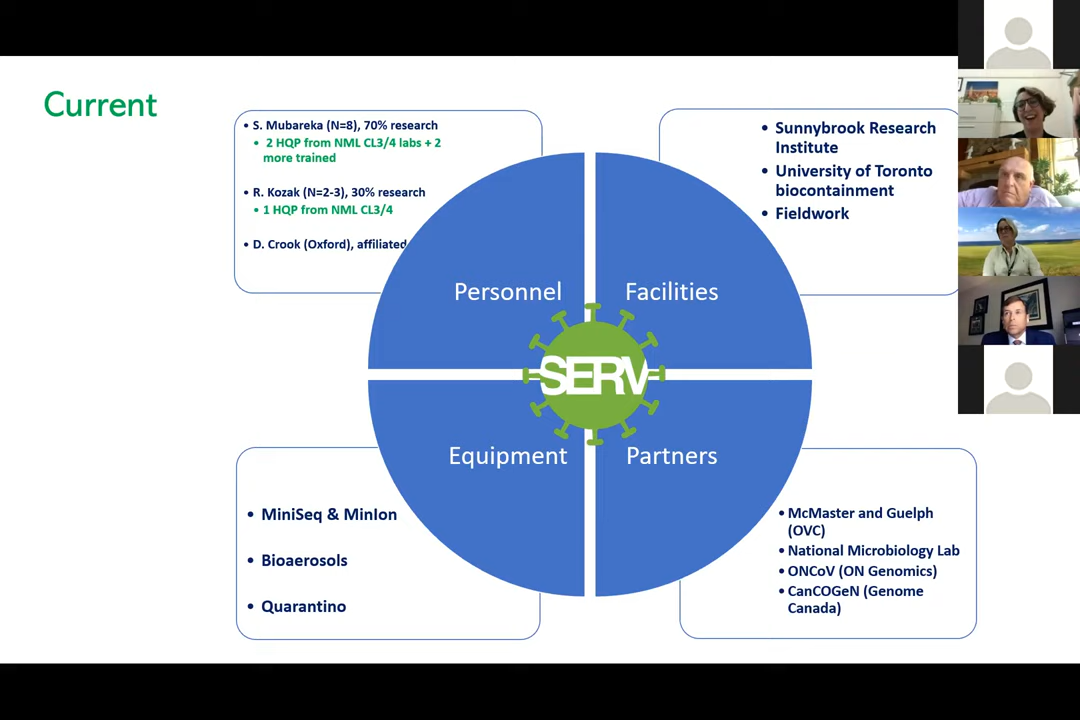 Current
• S. Mubareka (N=8), 70% research
• 2 HQP from NML CL3/4 labs + 2
more trained
• R. Kozak (N=2-3), 30% research
• 1 HQP from NML CL3/4
• D. Crook (Oxford), affiliated
• Sunnybrook Research
Institute
• University of Toronto
biocontainment
• Fieldwork
Personnel
Facilities
SERV
Equipment
Partners
• MiniSeq & MinIon
• Bioaerosols
• Quarantino
• McMaster and Guelph
(OVC)
• National Microbiology Lab
• ONCoV (ON Genomics)
• CanCOGeN (Genome
Canada)